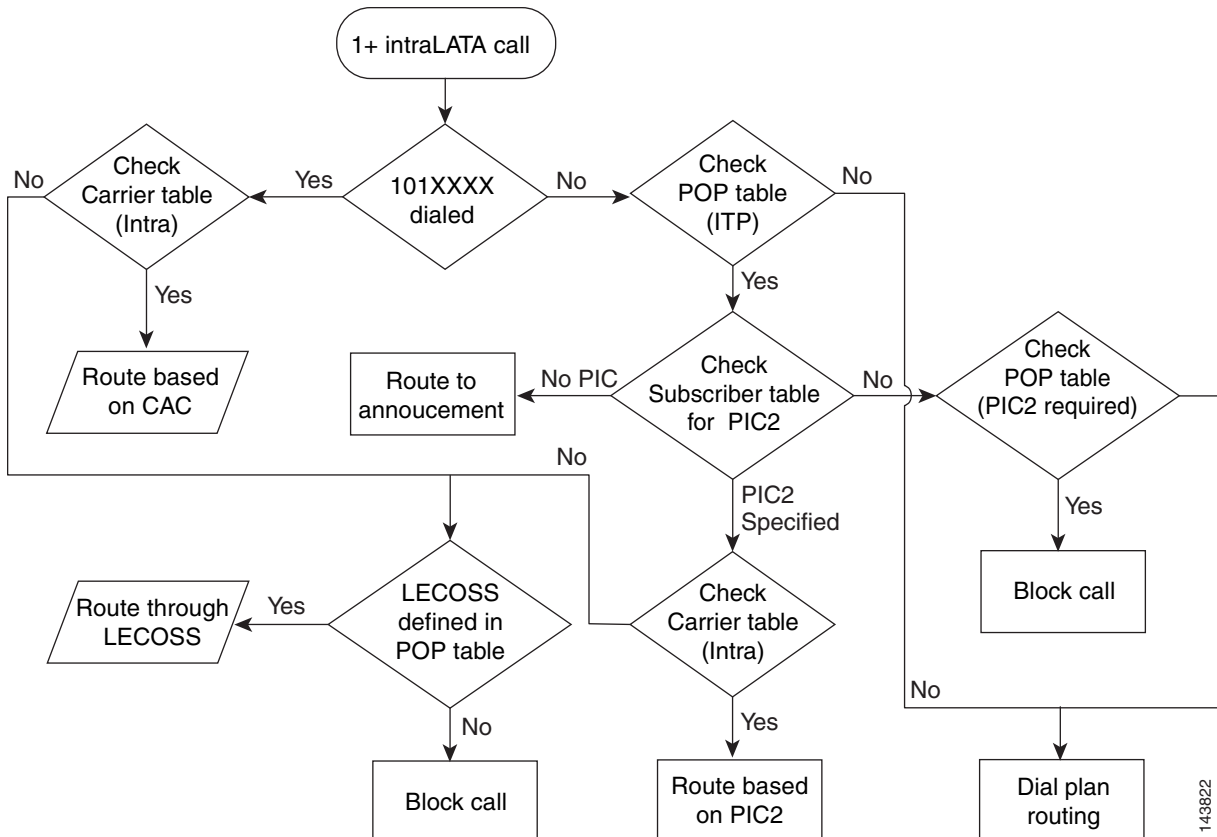 1+ intraLATA call
No
Check
Carrier table
(Intra)
Yes
101XXXX
dialed
No
Check
POP table
(ITP)
No
Yes
Yes
Route based
on CAC
Route to
annoucement
No PIC
Check
Subscriber table
for PIC2
No
Check
POP table
(PIC2 required)
No
PIC2
Specified
Yes
Route through
LECOSS
Yes
LECOSS
defined in
POP table
Check
Carrier table
(Intra)
Block call
No
No
Yes
Block call
Route based
on PIC2
Dial plan
routing
143822